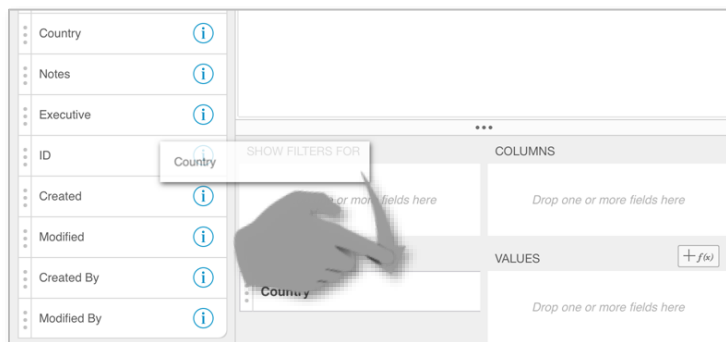 Country
Notes
Executive
ID
Created
Modified
Created By
Modified By
Country
SHOW FILTERS FOR
or more fields here
Country
COLUMNS
Drop one or more fields here
VALUES
+f(x)
Drop one or more fields here